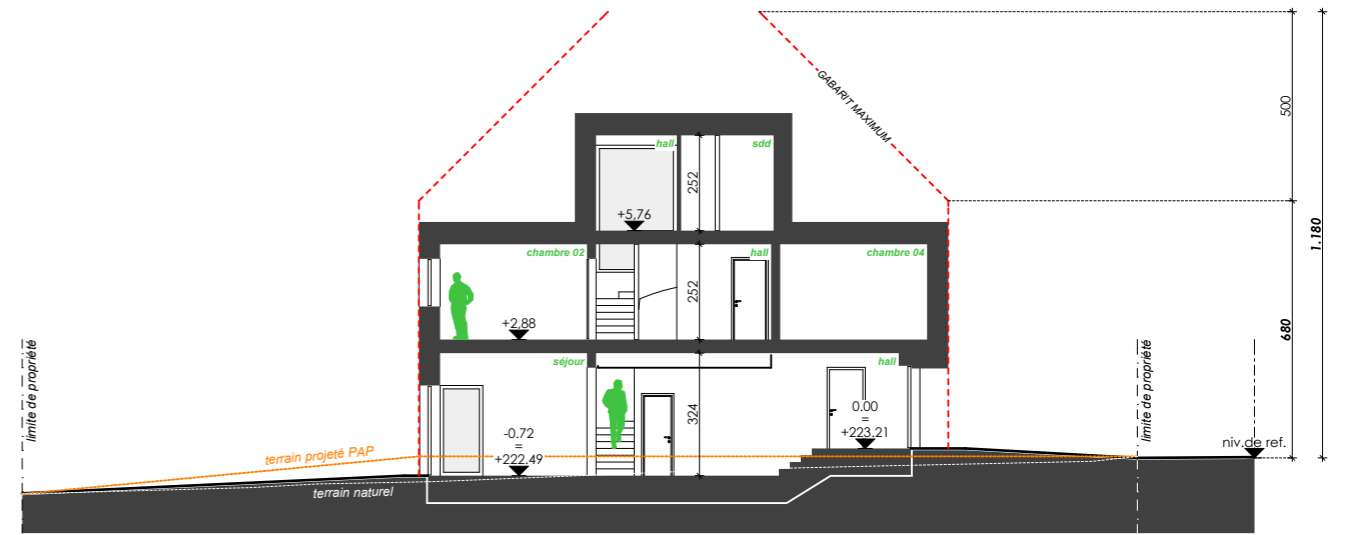 GABARIT MAXIMUM
500
1.180
hall
sdd
252
+5,76
chambre 02
hall
chambre 04
252
+2,88
680
limite de propriété
séjour
hall
limite de propriété
324
0.00
=
+223.21
-0.72
=
+222.49
niv.de ref.
terrain projeté PAP
terrain naturel